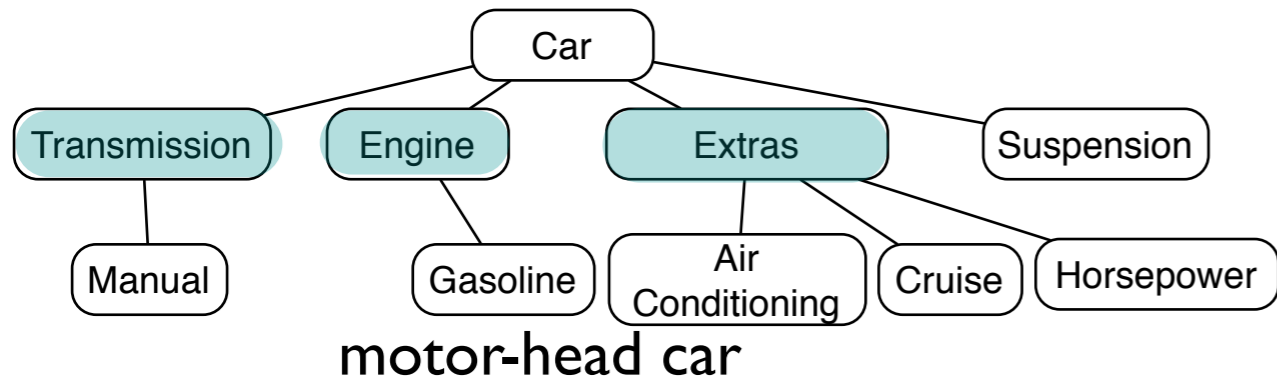 Car
Transmission
Engine
Extras
Suspension
Manual
Gasoline
Air
Conditioning
Cruise
Horsepower
motor-head car